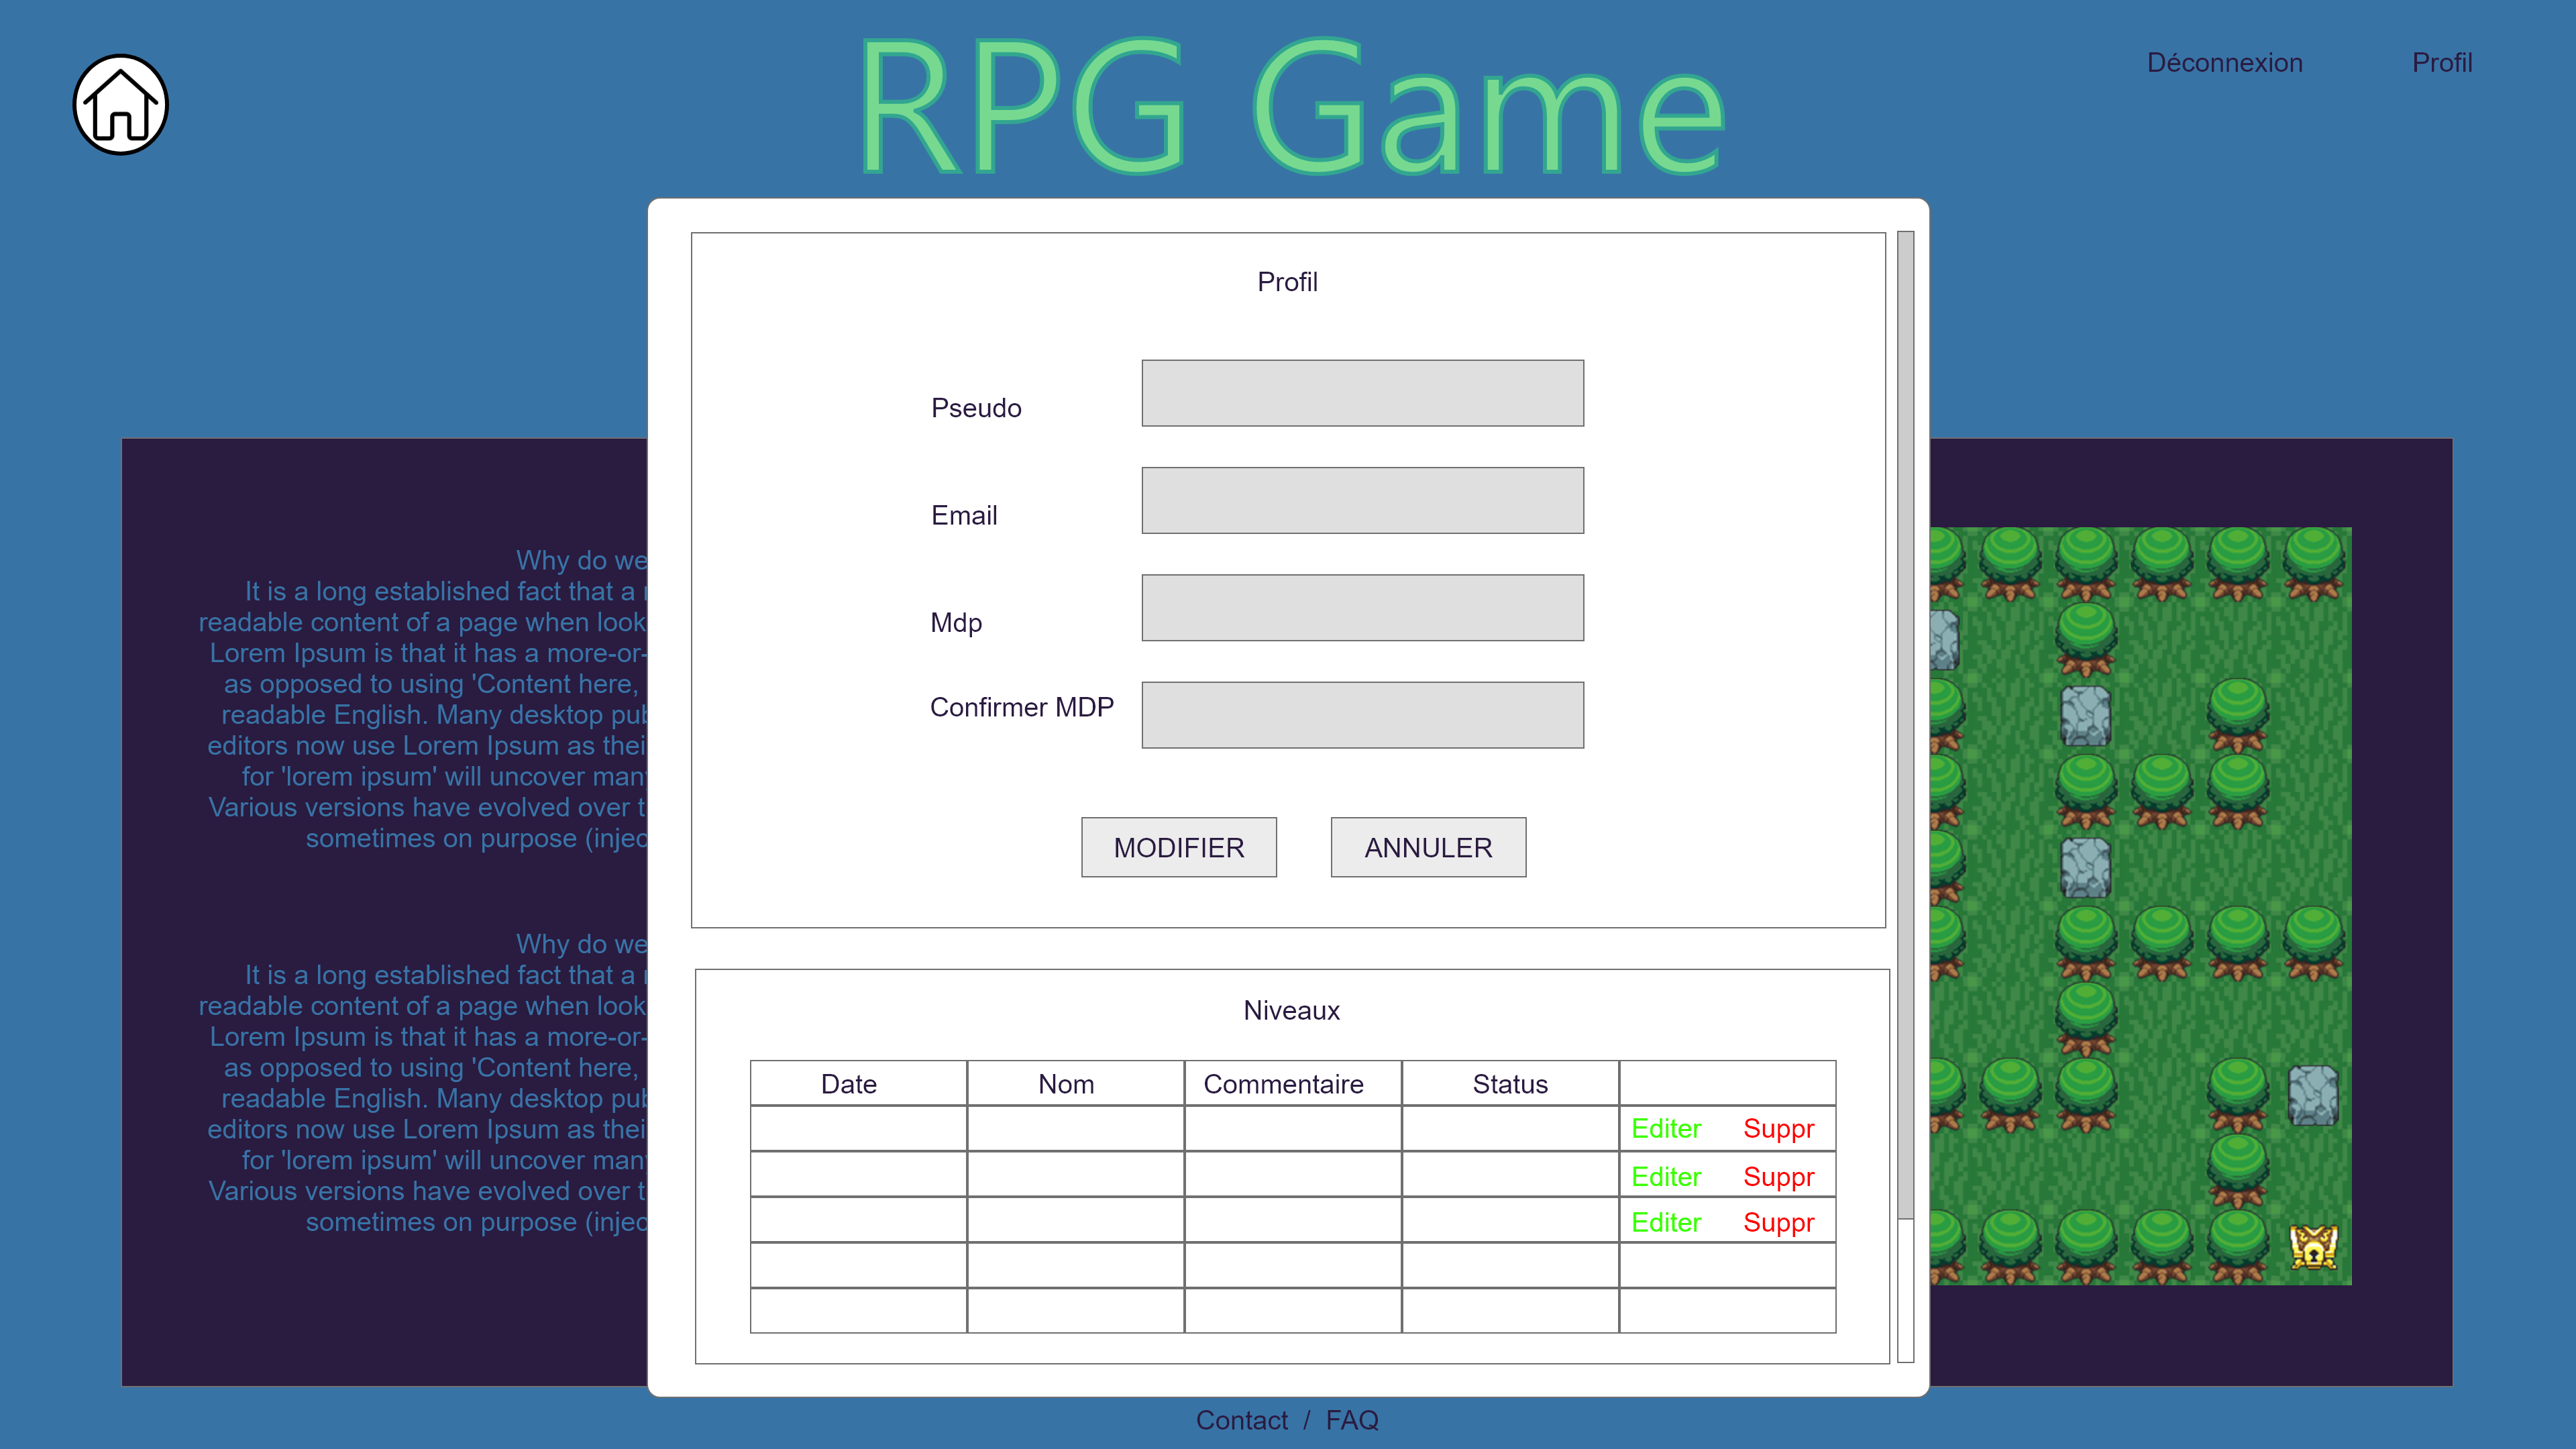 RPG Game
Déconnexion
Profil
Profil
Pseudo
Email
Mdp
Confirmer MDP
MODIFIER
ANNULER
Why do we
It is a long established fact that a
readable content of a page when look
Lorem Ipsum is that it has a more-or-
as opposed to using 'Content here,
readable English. Many desktop pub
editors now use Lorem Ipsum as thei
for 'lorem ipsum' will uncover many
Various versions have evolved over t
sometimes on purpose (injec
Why do we
It is a long established fact that a
readable content of a page when look
Lorem Ipsum is that it has a more-or-
as opposed to using 'Content here,
readable English. Many desktop pub
editors now use Lorem Ipsum as thei
for 'lorem ipsum' will uncover many
Various versions have evolved over t
sometimes on purpose (injec
Niveaux
Date Nom Commentaire Status
Editer Suppr
Editer Suppr
Editer Suppr
Contact / FAQ